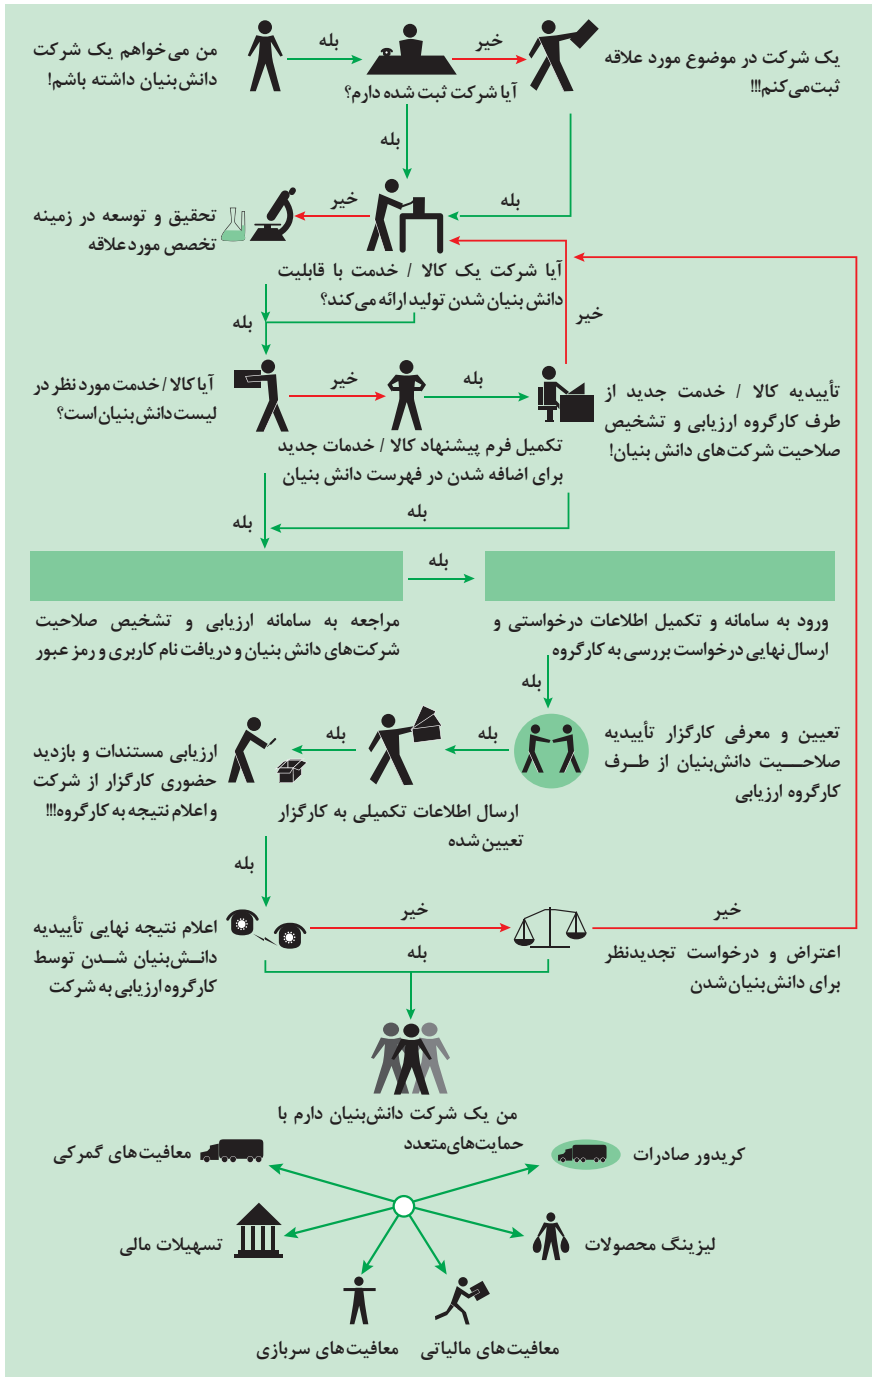 من می‌خواهم یک شرکت
دانش‌بنیان داشته باشم!
بله
آیا شرکت ثبت شده دارم؟
خیر
یک شرکت در موضوع مورد علاقه
ثبت‌می‌کنم!!!
بله
بله
خیر
تحقیق و توسعه در زمینه
تخصص موردعلاقه
آیا شرکت یک کالا / خدمت با قابلیت
دانش‌بنیان شدن تولید ارائه می‌کند؟
بله
خیر
آیا کالا / خدمت مورد نظر در
لیست‌دانش‌بنیان‌است؟
خیر
تکمیل فرم پیشنهاد کالا / خدمات جدید
برای اضافه شدن در فهرست دانش بنیان
بله
تأییدیه کالا / خدمت جدید از
طرف کارگروه ارزیابی و تشخیص
صلاحیت شرکت‌های دانش بنیان!
بله
بله
بله
مراجعه به سامانه ارزیابی و تشخیص صلاحیت
شرکت‌های دانش بنیان و دریافت نام کاربری و رمز عبور
ورود به سامانه و تکمیل اطلاعات درخواستی و
ارسال نهایی درخواست بررسی به کارگروه
بله
تعیین و معرفی کارگزار تأییدیه
صلاحـــیت دانش‌بنیان از طــرف
کارگروه ارزیابی
بله
ارسال اطلاعات تکمیلی به کارگزار
تعیین شده
بله
ارزیابی مستندات و بازدید
حضوری کارگزار از شرکت
و اعلام نتیجه به کارگروه!!!
بله
اعلام نتیجه نهایی تأییدیه
دانــش‌بنیان شــدن توسط
کارگروه ارزیابی به شرکت
خیر
بله
خیر
اعتراض و درخواست تجدیدنظر
برای دانش‌بنیان‌شدن
من یک شرکت دانش‌بنیان دارم با
حمایت‌های‌متعدد
کریدور صادرات
معافیت‌های گمرکی
لیزینگ محصولات
تسهیلات مالی
معافیت‌های مالیاتی
معافیت‌های سربازی